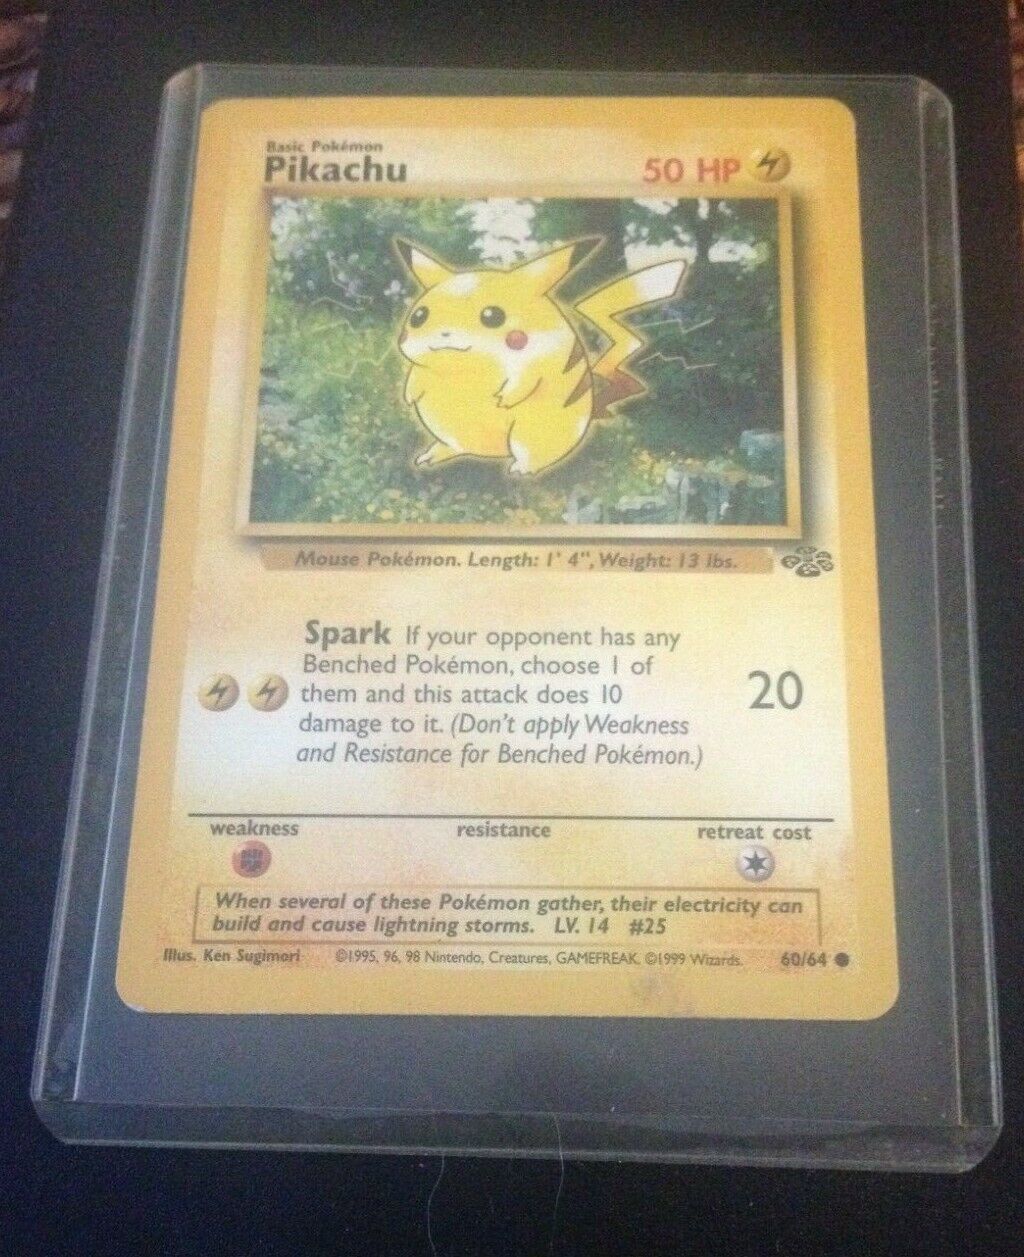 Basic Pokémon
Pikachu 50 HP
Mouse Pokémon. Length: 1' 4", Weight: 13 lbs.
Spark If your opponent has any
Benched Pokémon, choose 1 of
them and this attack does 10
damage to it. (Don't apply Weakness
and Resistance for Benched Pokémon.)
20
weakness resistance retreat cost
When several of these Pokémon gather, their electricity can
build and cause lightning storms. LV. 14 #25
Illus. Ken Sugimori ©1995, 96, 98 Nintendo, Creatures, GAMEFREAK. ©1999 Wizards. 60/64